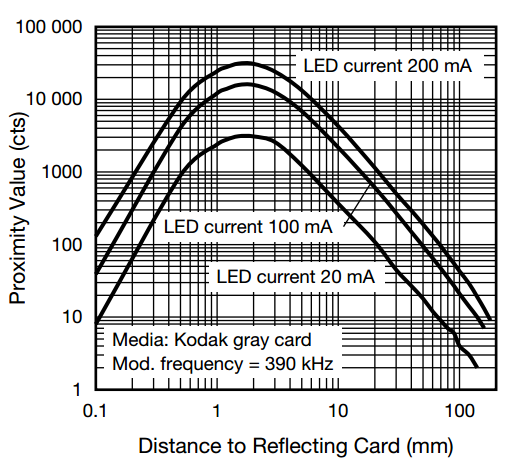 100 000
10 000
1000
100
10
1
Proximity Value (cts)
LED current 200 mA
LED current 100 mA
LED current 20 mA
Media: Kodak gray card
Mod. frequency = 390 kHz
0.1 1 10 100
Distance to Reflecting Card (mm)